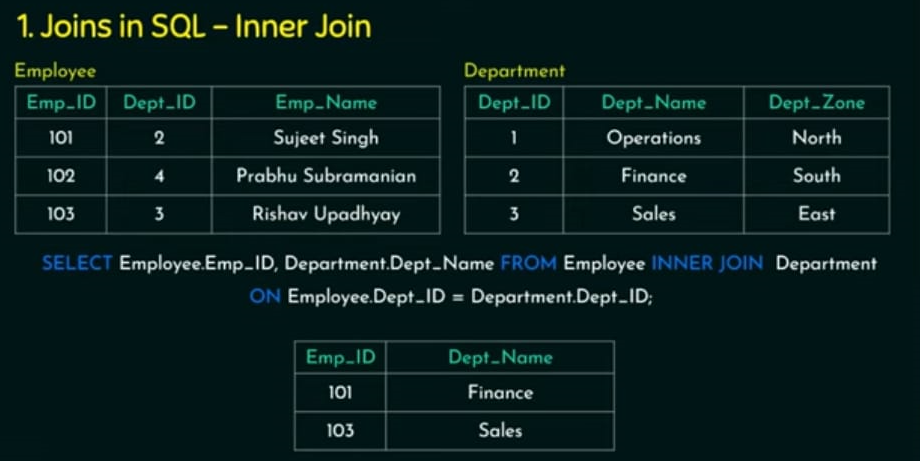 1. Joins in SQL – Inner Join
Employee
Emp_ID Dept_ID Emp_Name
101 2 Sujeet Singh
102 4 Prabhu Subramanian
103 3 Rishav Upadhyay
Department
Dept_ID Dept_Name Dept_Zone
1 Operations North
2 Finance South
3 Sales East
SELECT Employee.Emp_ID, Department.Dept_Name FROM Employee INNER JOIN Department
ON Employee.Dept_ID = Department.Dept_ID;
Emp_ID Dept_Name
101 Finance
103 Sales